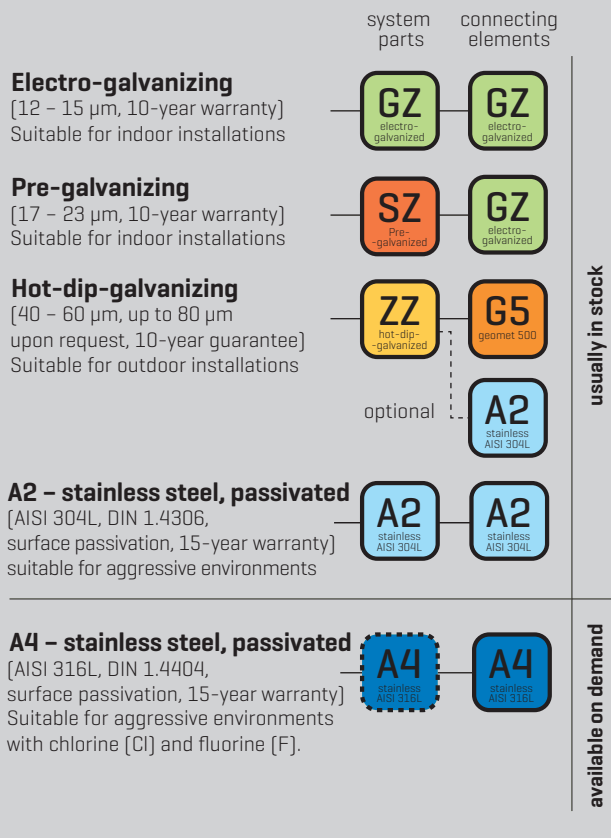 system
parts
connecting
elements
Electro-galvanizing
(12 – 15 µm, 10-year warranty)
Suitable for indoor installations
GZ
electro-
galvanized
GZ
electro-
galvanized
Pre-galvanizing
(17 – 23 µm, 10-year warranty)
Suitable for indoor installations
SZ
Pre-
-galvanized
GZ
electro-
galvanized
Hot-dip-galvanizing
(40 – 60 µm, up to 80 µm
upon request, 10-year guarantee)
Suitable for outdoor installations
ZZ
hot-dip-
-galvanized
G5
geomet 500
optional
A2
stainless
AISI 304L
A2 – stainless steel, passivated
(AISI 304L, DIN 1.4306,
surface passivation, 15-year warranty)
suitable for aggressive environments
A2
stainless
AISI 304L
A2
stainless
AISI 304L
usually in stock
A4 – stainless steel, passivated
(AISI 316L, DIN 1.4404,
surface passivation, 15-year warranty)
Suitable for aggressive environments
with chlorine (Cl) and fluorine (F).
A4
stainless
AISI 316L
A4
stainless
AISI 316L
available on demand